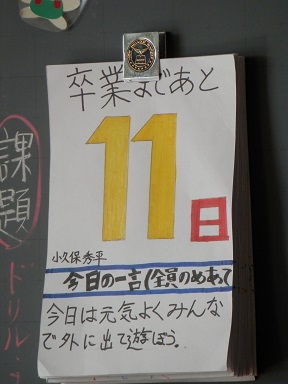 卒業まであと
11日
小久保秀平
今日の一言(全員のめあて
今日は元気よくみんな
で外に出て遊ぼう。
課題
ドリル・